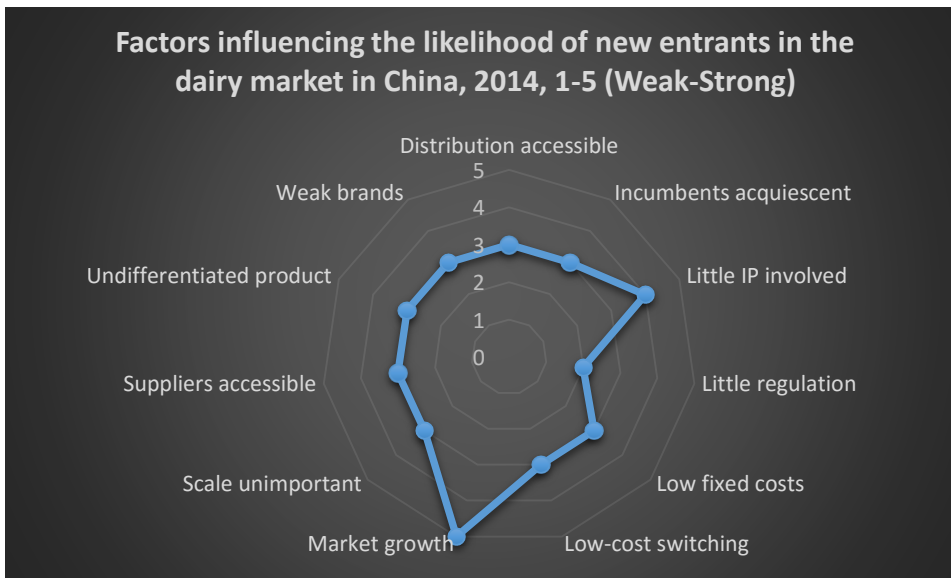 Factors influencing the likelihood of new entrants in the
dairy market in China, 2014, 1-5 (Weak-Strong)
Distribution accessible
Weak brands
Incumbents acquiescent
Undifferentiated product
Little IP involved
Suppliers accessible
Little regulation
Scale unimportant
Low fixed costs
Market growth
Low-cost switching
5
4
3
2
1
0